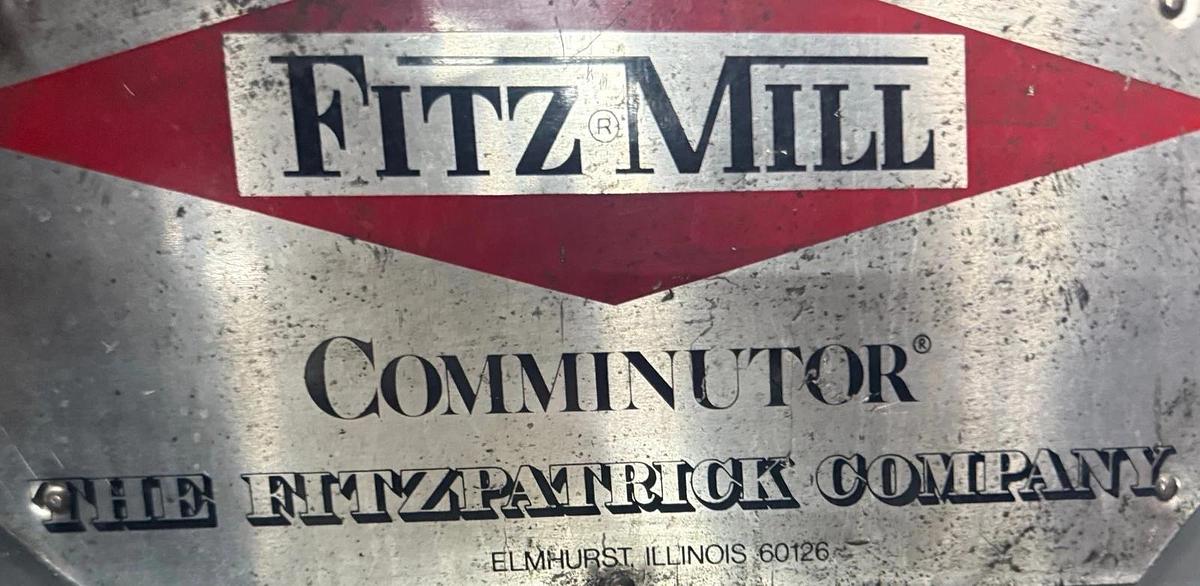 FITZ®MILL
COMMINUTOR®
THE FITZPATRICK COMPANY
ELMHURST, ILLINOIS 60126